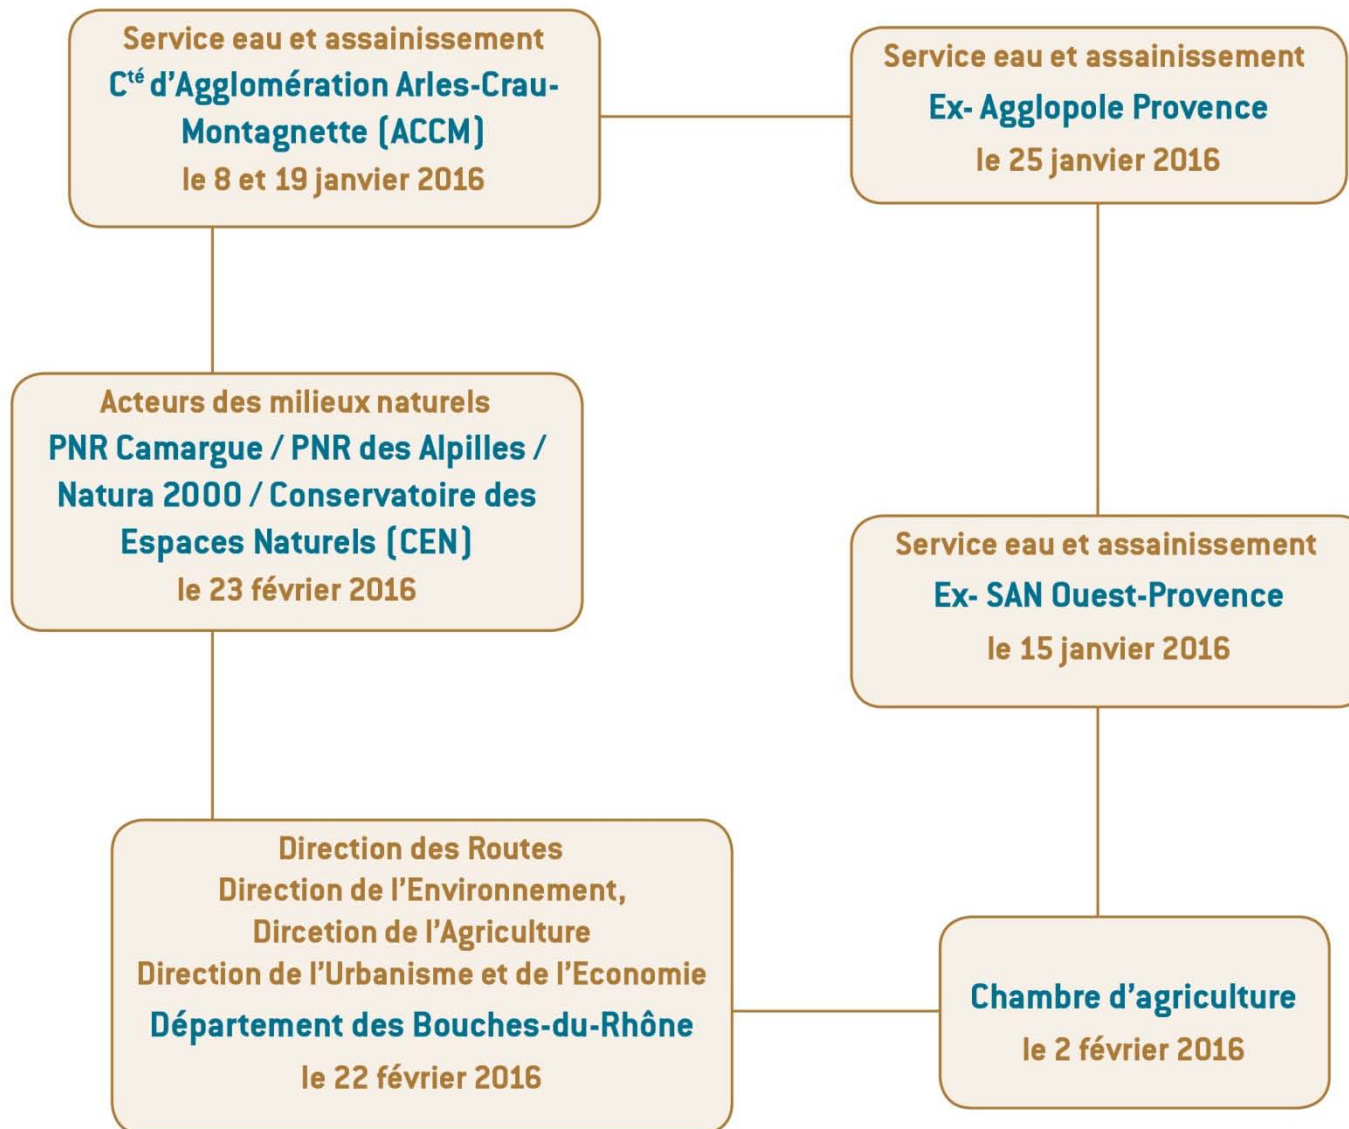 Service eau et assainissement
Cté d'Agglomération Arles-Crau-
Montagnette (ACCM)
le 8 et 19 janvier 2016
Service eau et assainissement
Ex- Agglopole Provence
le 25 janvier 2016
Acteurs des milieux naturels
PNR Camargue / PNR des Alpilles /
Natura 2000 / Conservatoire des
Espaces Naturels (CEN)
le 23 février 2016
Service eau et assainissement
Ex- SAN Ouest-Provence
le 15 janvier 2016
Direction des Routes
Direction de l'Environnement,
Dircetion de l'Agriculture
Direction de l'Urbanisme et de l'Economie
Département des Bouches-du-Rhône
le 22 février 2016
Chambre d'agriculture
le 2 février 2016